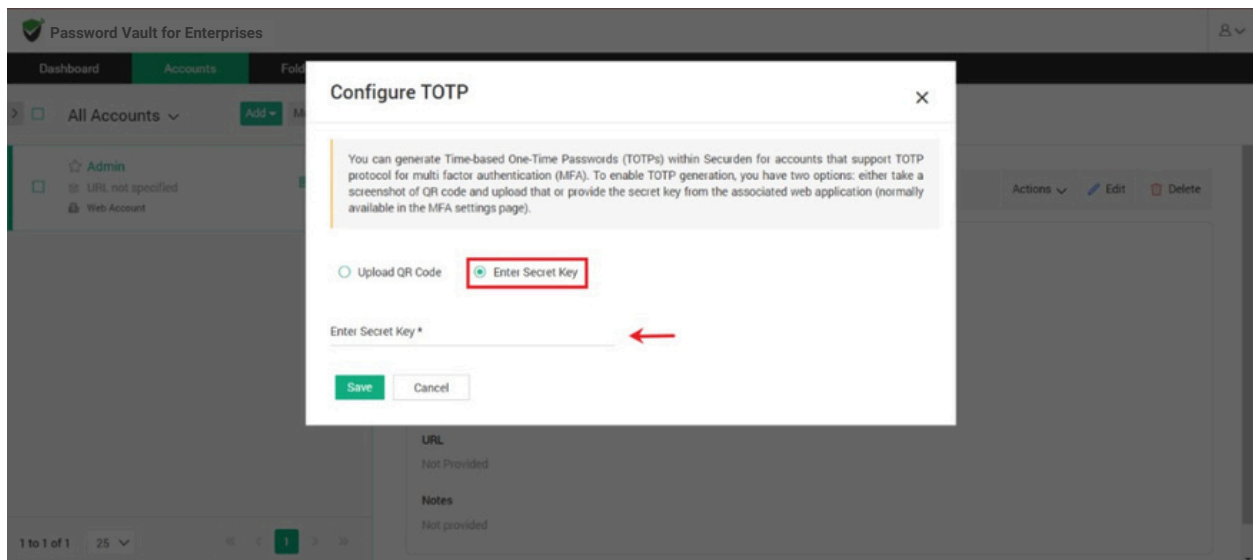 Password Vault for Enterprises
Dashboard
Accounts
Fold
All Accounts
Add
M
Admin
URL not specified
Web Account
Configure TOTP
You can generate Time-based One-Time Passwords (TOTPs) within Securden for accounts that support TOTP
protocol for multi factor authentication (MFA). To enable TOTP generation, you have two options: either take a
screenshot of QR code and upload that or provide the secret key from the associated web application (normally
available in the MFA settings page).
Upload QR Code
Enter Secret Key
Enter Secret Key *
Save
Cancel
Actions
Edit
Delete
URL
Not Provided
Notes
Not provided
1 to 1 of 1
25
1